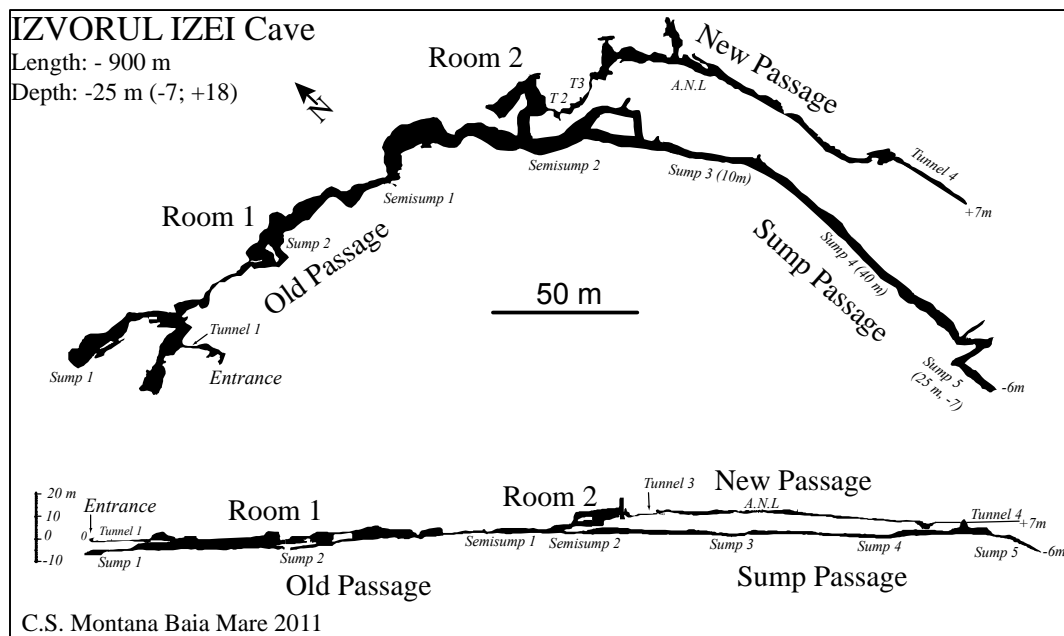 IZVORUL IZEI Cave
Length: - 900 m
Depth: -25 m (-7; +18)
N
Room 2
New Passage
T 2
T3
A.N.L
Tunnel 4
+7m
Semisump 2
Sump 3 (10m)
Semisump 1
Room 1
Sump 2
Old Passage
Sump Passage
Sump 4 (40 m)
50 m
Tunnel 1
Entrance
Sump 1
Sump 5
(25 m, -7)
-6m
20 m
10
0
-10
Entrance
0
Tunnel 1
Sump 1
Room 1
Sump 2
Old Passage
Room 2
Semisump 1
Semisump 2
Tunnel 3
New Passage
A.N.L
Tunnel 4
+7m
Sump 3
Sump 4
Sump 5
-6m
Sump Passage
C.S. Montana Baia Mare 2011